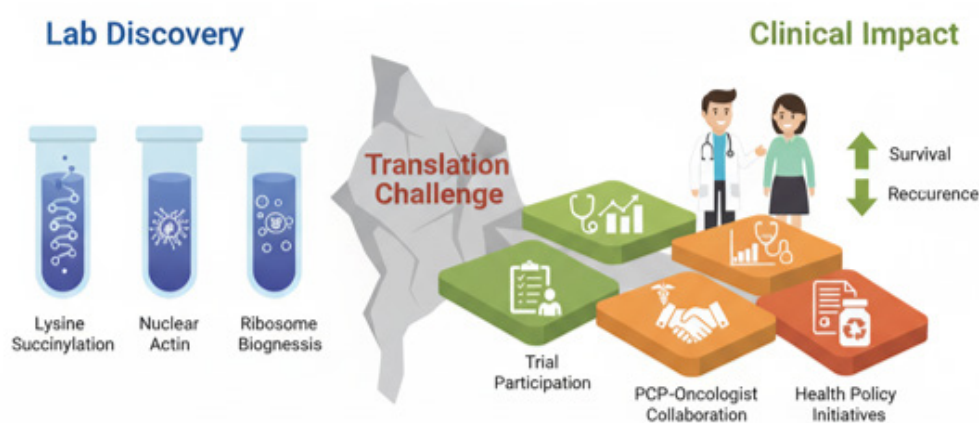 Lab Discovery
Clinical Impact
Translation
Challenge
Survival
Reccurence
Lysine
Succinylation
Nuclear
Actin
Ribosome
Biognessis
Trial
Participation
PCP-Oncologist
Collaboration
Health Policy
Initiatives